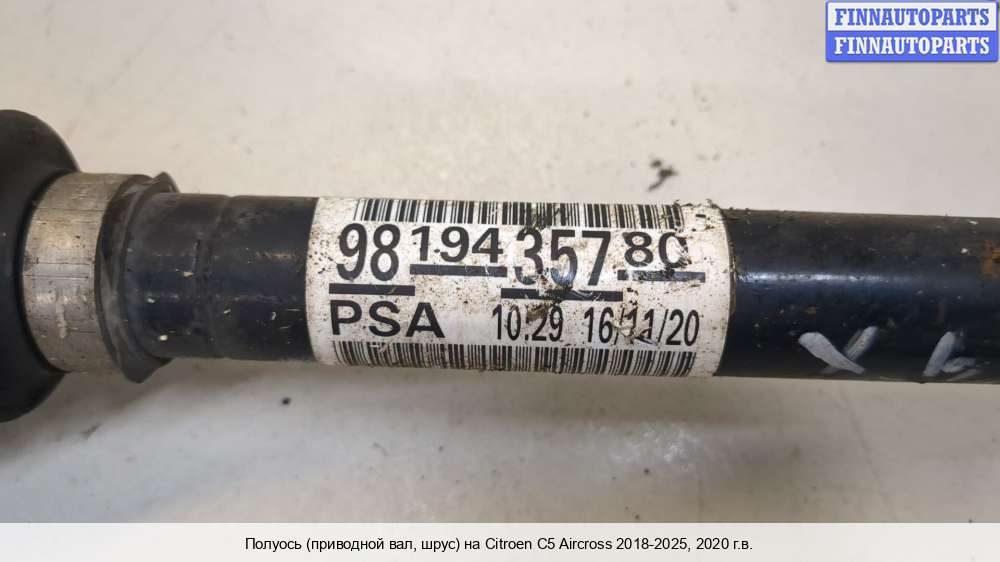 FINNAUTOPARTS
FINNAUTOPARTS
98 194 357 80
PSA 10.29 16/11/20
Полуось (приводной вал, шрус) на Citroen C5 Aircross 2018-2025, 2020 г.в.